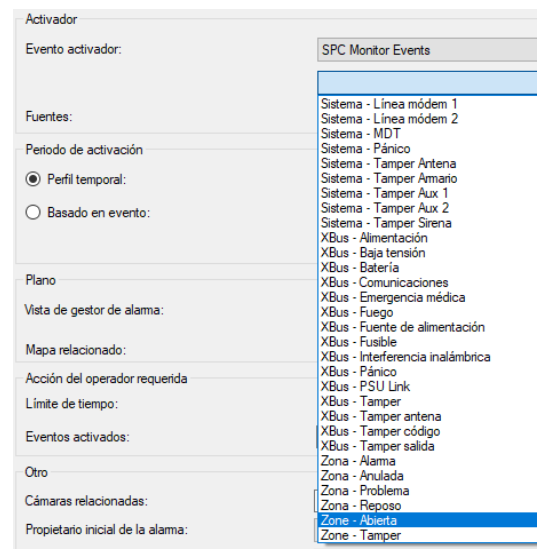 Activador
Evento activador:
SPC Monitor Events
Fuentes:
Periodo de activación
Perfil temporal:
Basado en evento:
Plano
Vista de gestor de alarma:
Mapa relacionado:
Acción del operador requerida
Límite de tiempo:
Eventos activados:
Otro
Cámaras relacionadas:
Propietario inicial de la alarma:
Sistema - Línea módem 1
Sistema - Línea módem 2
Sistema - MDT
Sistema - Pánico
Sistema - Tamper Antena
Sistema - Tamper Amario
Sistema - Tamper Aux 1
Sistema - Tamper Aux 2
Sistema - Tamper Sirena
XBus - Alimentación
XBus - Baja tensión
XBus - Batería
XBus - Comunicaciones
XBus - Emergencia médica
XBus - Fuego
XBus - Fuente de alimentación
XBus - Fusible
XBus - Interferencia inalámbrica
XBus - Pánico
XBus - PSU Link
XBus - Tamper
XBus - Tamper antena
XBus - Tamper código
XBus - Tamper salida
Zona - Alarma
Zona - Anulada
Zona - Problema
Zona - Reposo
Zone - Abierta
Zone - Tamper